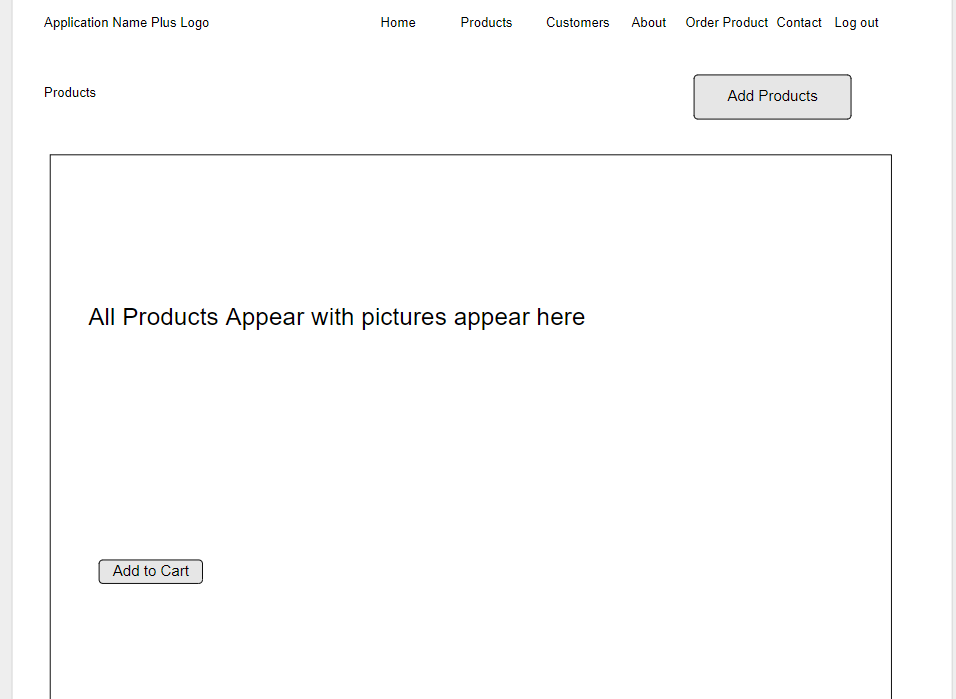 Application Name Plus Logo Home Products Customers About Order Product Contact Log out
Products Add Products
All Products Appear with pictures appear here
Add to Cart